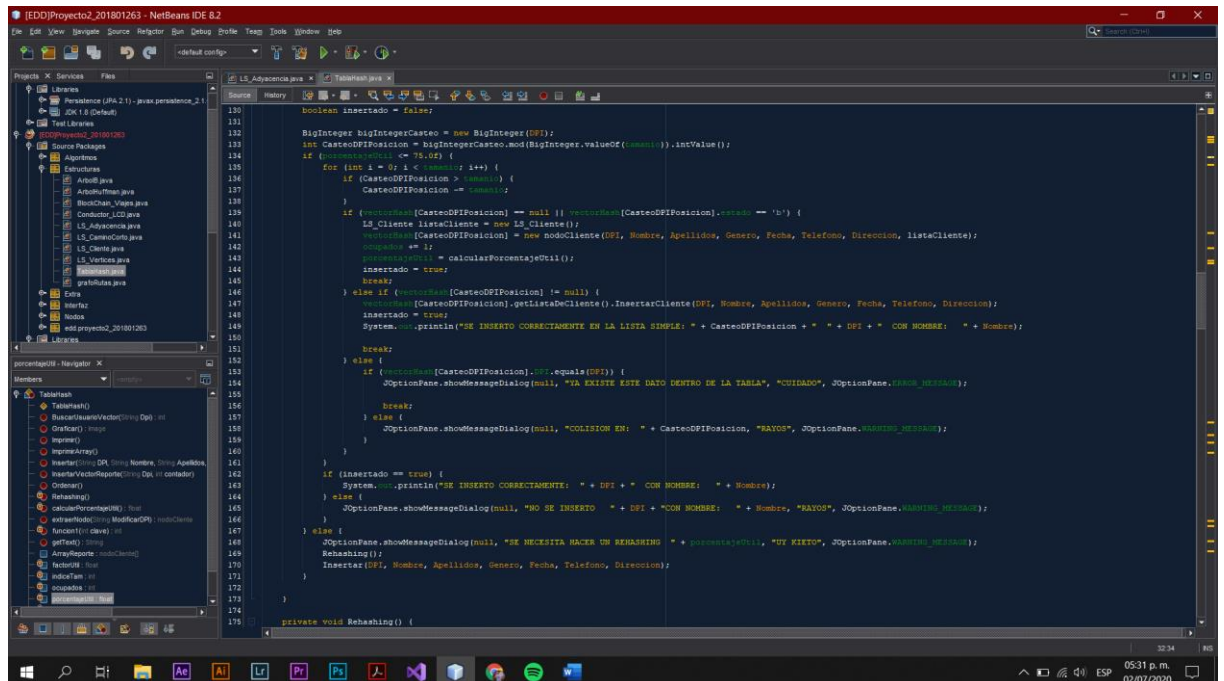 [EDD]Proyecto2_201801263 - NetBeans IDE 8.2
File Edit View Navigate Source Refactor Run Debug Profile Team Tools Window Help
Search (Ctrl+I)
<default config>
Projects Services Files
LS_Adyacencia.java TablaHash.java
Source History
Libraries
Persistence (JPA 2.1) - javax.persistence_2.1
JDK 1.8 (Default)
Test Libraries
[EDD]Proyecto2_201801263
Source Packages
Algoritmos
Estructuras
ArbolB.java
ArbolHuffman.java
BlockChain_Viajes.java
Conductor_LCD.java
LS_Adyacencia.java
LS_CaminoCorto.java
LS_Cliente.java
LS_Vertices.java
TablaHash.java
grafoRutas.java
Extra
Interfaz
Nodos
edd.proyecto2_201801263
Libraries
porcentajeUtil - Navigator
Members <empty>
TablaHash
TablaHash()
BuscarUsuarioVector(String Dpi) : int
Graficar() : Image
Imprimir()
ImprimirArray()
Insertar(String DPI, String Nombre, String Apellidos,
InsertarVectorReporte(String Dpi, int contador)
Ordenar()
Rehashing()
calcularPorcentajeUtil() : float
extraerNodo(String ModificarDPI) : nodoCliente
funcion1(int clave) : int
getText() : String
ArrayReporte : nodoCliente[]
factorUtil : float
indiceTam : int
ocupados : int
porcentajeUtil : float
130 boolean insertado = false;
131
132 BigInteger bigIntegerCasteo = new BigInteger(DPI);
133 int CasteoDPIPosicion = bigIntegerCasteo.mod(BigInteger.valueOf(tamanio)).intValue();
134 if (porcentajeUtil <= 75.0f) {
135 for (int i = 0; i < tamanio; i++) {
136 if (CasteoDPIPosicion > tamanio) {
137 CasteoDPIPosicion -= tamanio;
138 }
139 if (vectorHash[CasteoDPIPosicion] == null || vectorHash[CasteoDPIPosicion].estado == 'b') {
140 LS_Cliente listaCliente = new LS_Cliente();
141 vectorHash[CasteoDPIPosicion] = new nodoCliente(DPI, Nombre, Apellidos, Genero, Fecha, Telefono, Direccion, listaCliente);
142 ocupados += 1;
143 porcentajeUtil = calcularPorcentajeUtil();
144 insertado = true;
145 break;
146 } else if (vectorHash[CasteoDPIPosicion] != null) {
147 vectorHash[CasteoDPIPosicion].getListaDeCliente().InsertarCliente(DPI, Nombre, Apellidos, Genero, Fecha, Telefono, Direccion);
148 insertado = true;
149 System.out.println("SE INSERTO CORRECTAMENTE EN LA LISTA SIMPLE: " + CasteoDPIPosicion + " " + DPI + " CON NOMBRE: " + Nombre);
150
151 break;
152 } else {
153 if (vectorHash[CasteoDPIPosicion].DPI.equals(DPI)) {
154 JOptionPane.showMessageDialog(null, "YA EXISTE ESTE DATO DENTRO DE LA TABLA", "CUIDADO", JOptionPane.ERROR_MESSAGE);
155
156 break;
157 } else {
158 JOptionPane.showMessageDialog(null, "COLISION EN: " + CasteoDPIPosicion, "RAYOS", JOptionPane.WARNING_MESSAGE);
159 }
160 }
161 }
162 if (insertado == true) {
163 System.out.println("SE INSERTO CORRECTAMENTE: " + DPI + " CON NOMBRE: " + Nombre);
164 } else {
165 JOptionPane.showMessageDialog(null, "NO SE INSERTO " + DPI + "CON NOMBRE: " + Nombre, "RAYOS", JOptionPane.WARNING_MESSAGE);
166 }
167 } else {
168 JOptionPane.showMessageDialog(null, "SE NECESITA HACER UN REHASHING " + porcentajeUtil, "UY KIETO", JOptionPane.WARNING_MESSAGE);
169 Rehashing();
170 Insertar(DPI, Nombre, Apellidos, Genero, Fecha, Telefono, Direccion);
171 }
172
173 }
174
175 private void Rehashing() {
32:34 INS
Ae Ai Lr Pr Ps
ESP 05:31 p. m.
02/07/2020